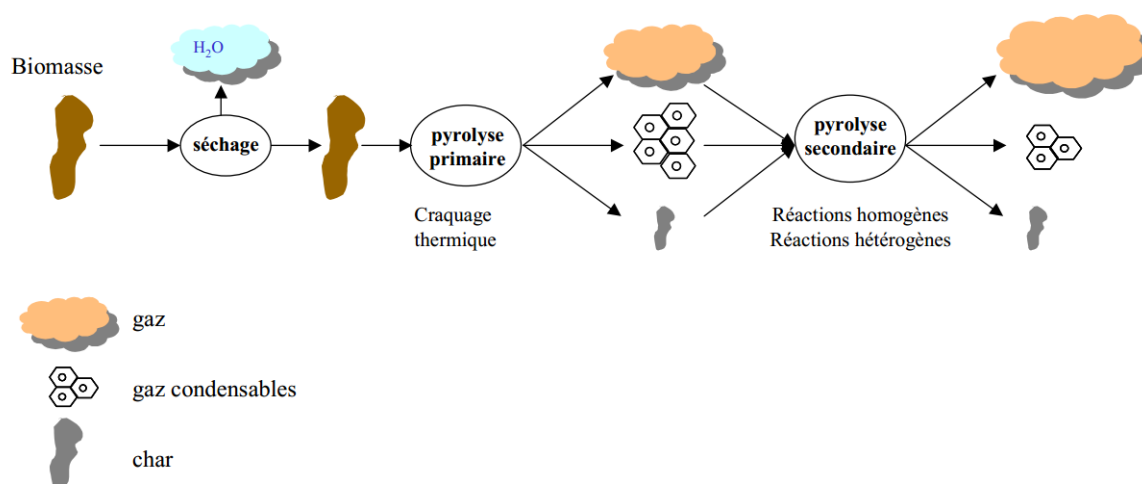 H₂O
Biomasse
séchage
pyrolyse
primaire
pyrolyse
secondaire
Craquage
thermique
Réactions homogènes
Réactions hétérogènes
gaz
gaz condensables
char